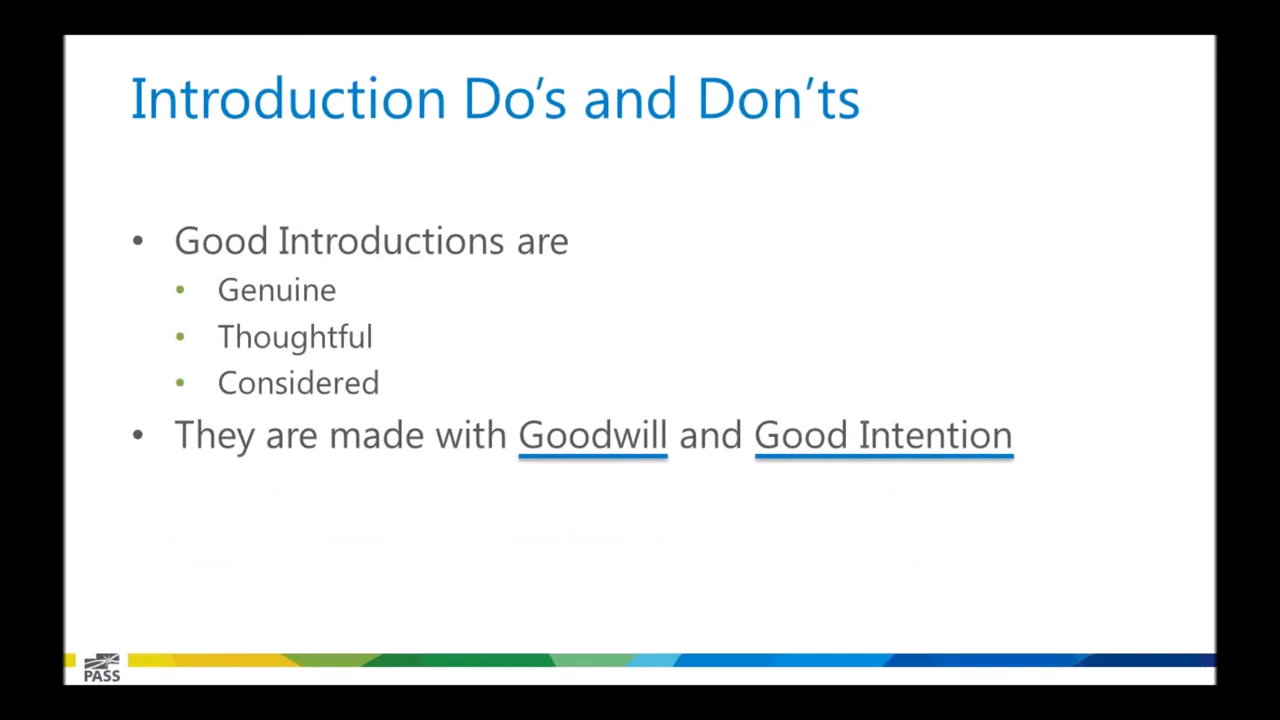 Introduction Do's and Don'ts
• Good Introductions are
• Genuine
• Thoughtful
• Considered
• They are made with Goodwill and Good Intention
PASS